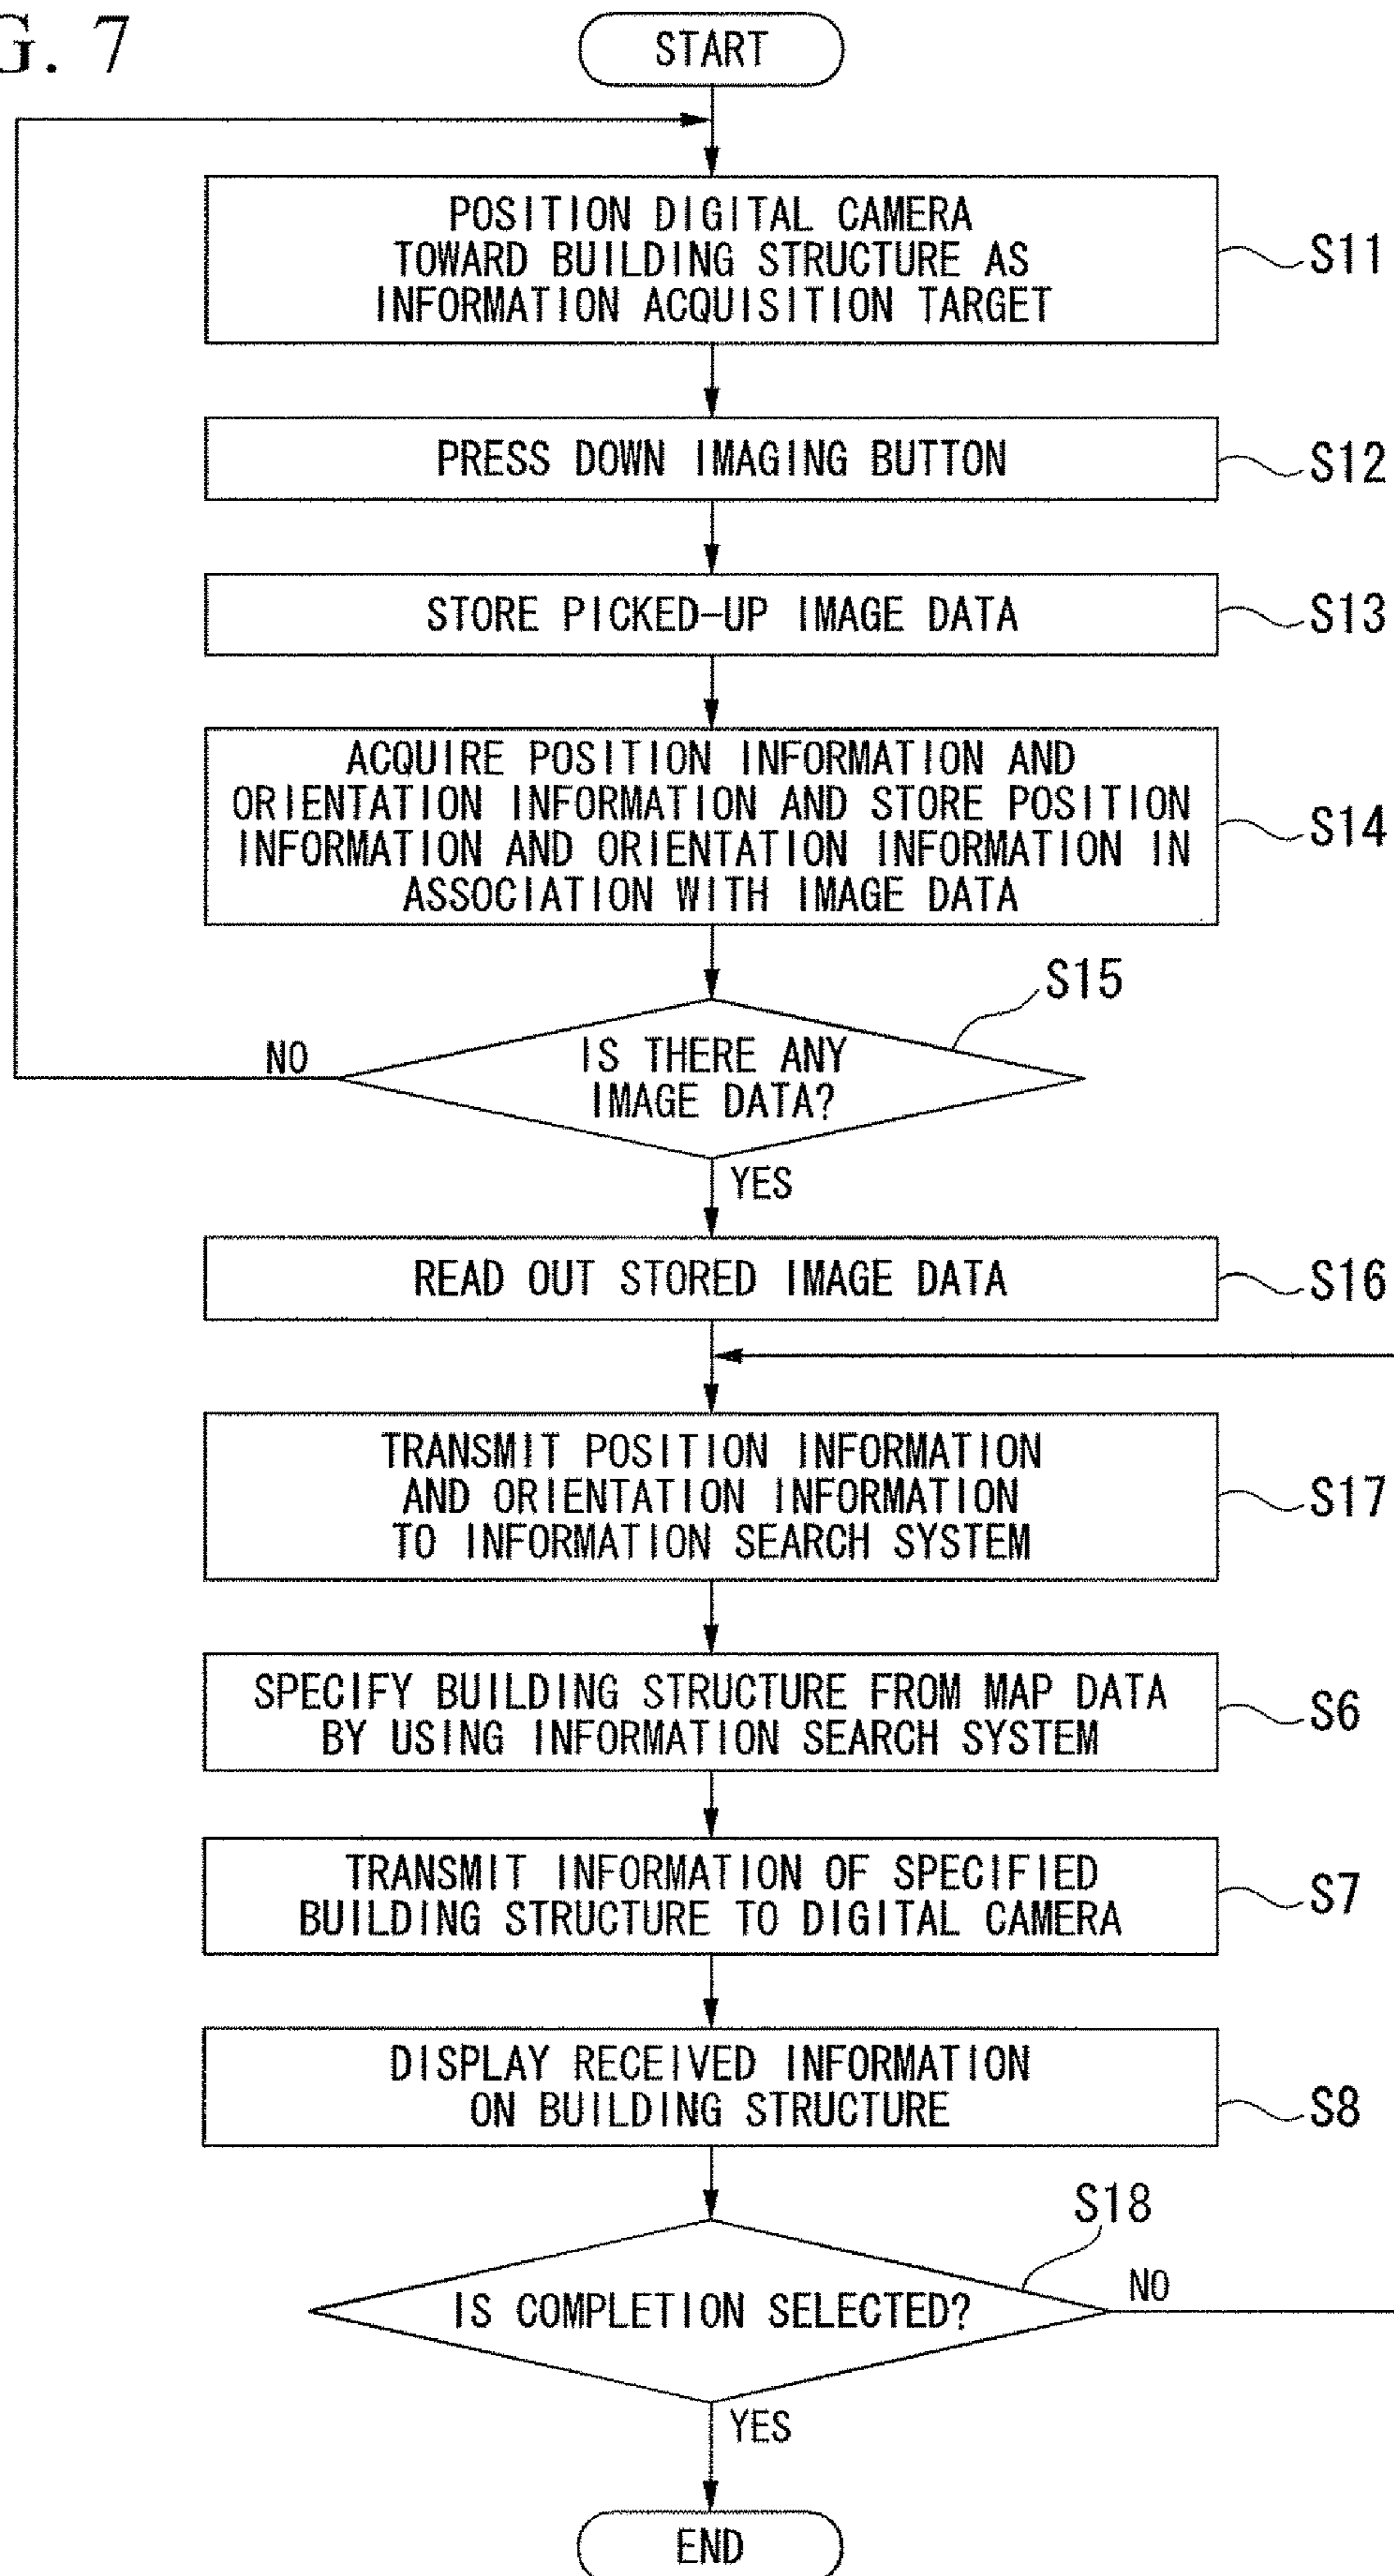 G. 7
START
POSITION DIGITAL CAMERA
TOWARD BUILDING STRUCTURE AS
INFORMATION ACQUISITION TARGET
S11
PRESS DOWN IMAGING BUTTON
S12
STORE PICKED-UP IMAGE DATA
S13
ACQUIRE POSITION INFORMATION AND
ORIENTATION INFORMATION AND STORE POSITION
INFORMATION AND ORIENTATION INFORMATION IN
ASSOCIATION WITH IMAGE DATA
S14
S15
IS THERE ANY
IMAGE DATA?
NO
YES
READ OUT STORED IMAGE DATA
S16
TRANSMIT POSITION INFORMATION
AND ORIENTATION INFORMATION
TO INFORMATION SEARCH SYSTEM
S17
SPECIFY BUILDING STRUCTURE FROM MAP DATA
BY USING INFORMATION SEARCH SYSTEM
S6
TRANSMIT INFORMATION OF SPECIFIED
BUILDING STRUCTURE TO DIGITAL CAMERA
S7
DISPLAY RECEIVED INFORMATION
ON BUILDING STRUCTURE
S8
S18
IS COMPLETION SELECTED?
NO
YES
END